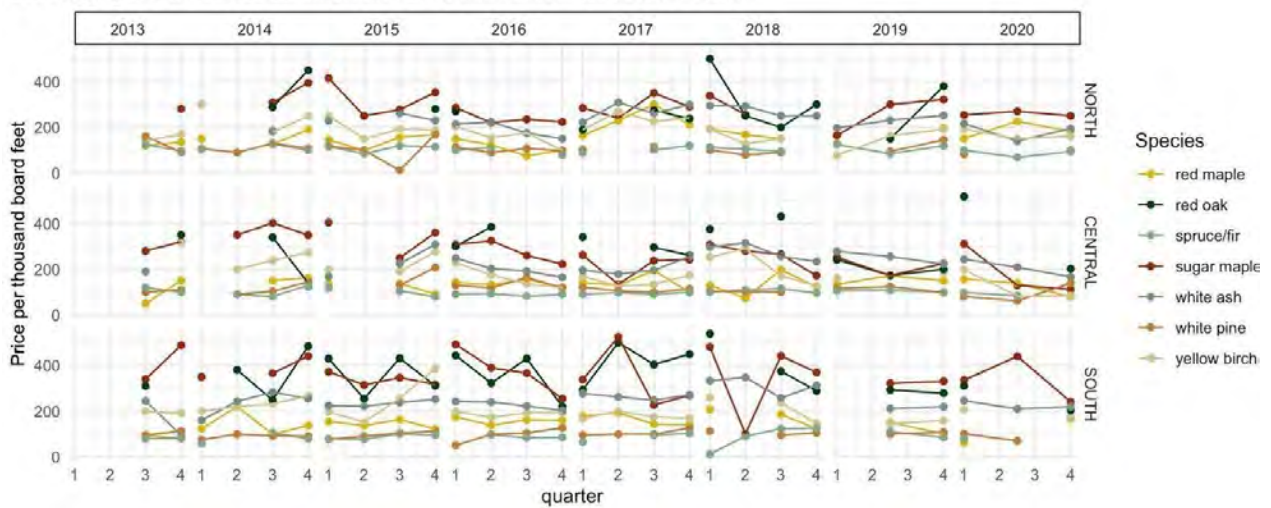 2013 2014 2015 2016 2017 2018 2019 2020
400
200
0
NORTH
400
200
0
CENTRAL
400
200
0
SOUTH
Price per thousand board feet
1 2 3 4 1 2 3 4 1 2 3 4 1 2 3 4 1 2 3 4 1 2 3 4 1 2 3 4 1 2 3 4
quarter
Species
red maple
red oak
spruce/fir
sugar maple
white ash
white pine
yellow birch